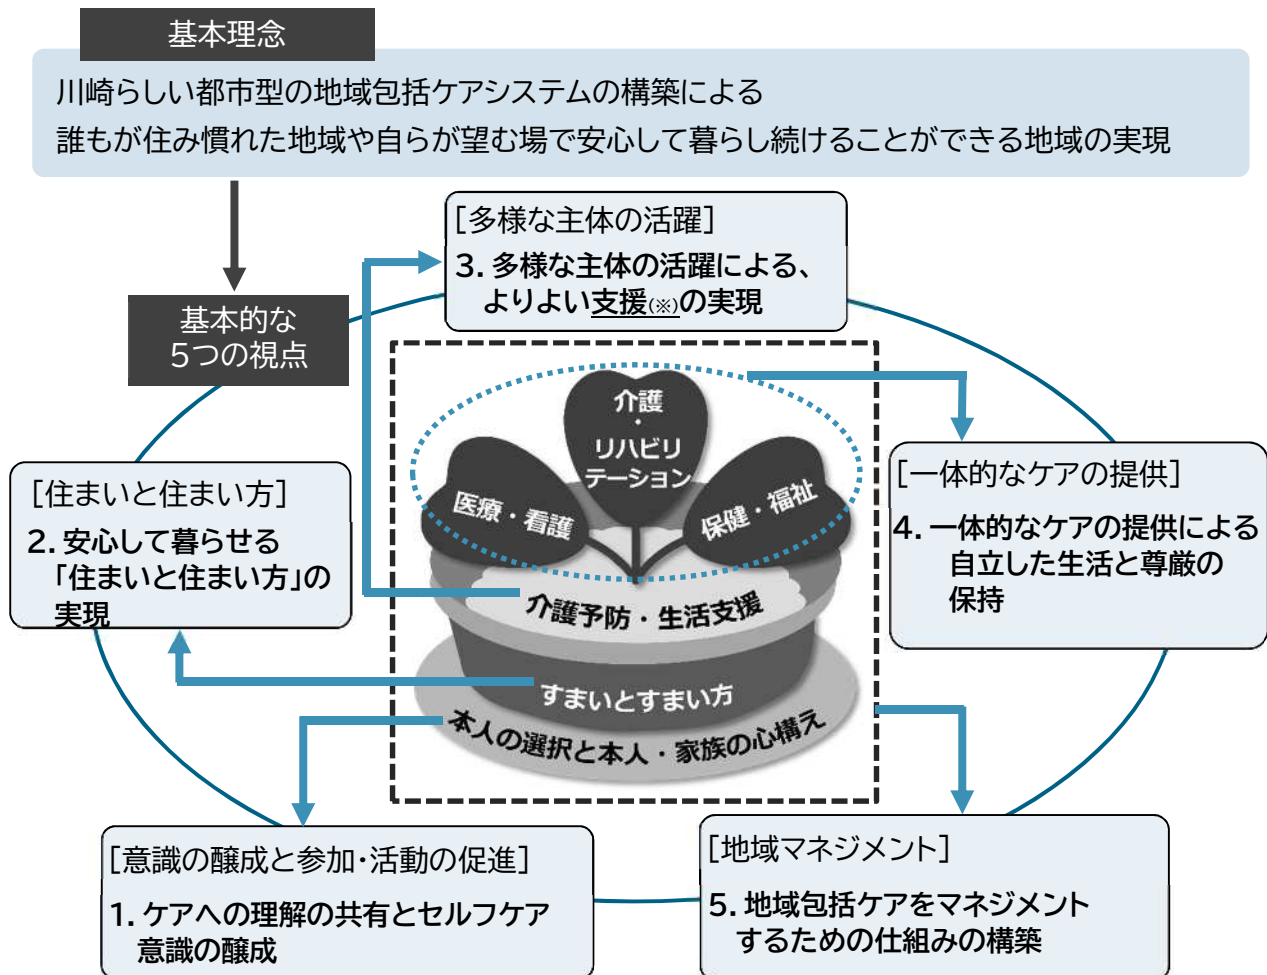 基本理念
川崎らしい都市型の地域包括ケアシステムの構築による
誰もが住み慣れた地域や自らが望む場で安心して暮らし続けることができる地域の実現
[多様な主体の活躍]
3. 多様な主体の活躍による、
よりよい支援(※)の実現
基本的な
5つの視点
介護
・
リハビリ
テーション
医療・看護
保健・福祉
介護予防・生活支援
すまいとすまい方
本人の選択と本人・家族の心構え
[住まいと住まい方]
2. 安心して暮らせる
「住まいと住まい方」の
実現
[一体的なケアの提供]
4. 一体的なケアの提供による
自立した生活と尊厳の
保持
[意識の醸成と参加・活動の促進]
1. ケアへの理解の共有とセルフケア
意識の醸成
[地域マネジメント]
5. 地域包括ケアをマネジメント
するための仕組みの構築